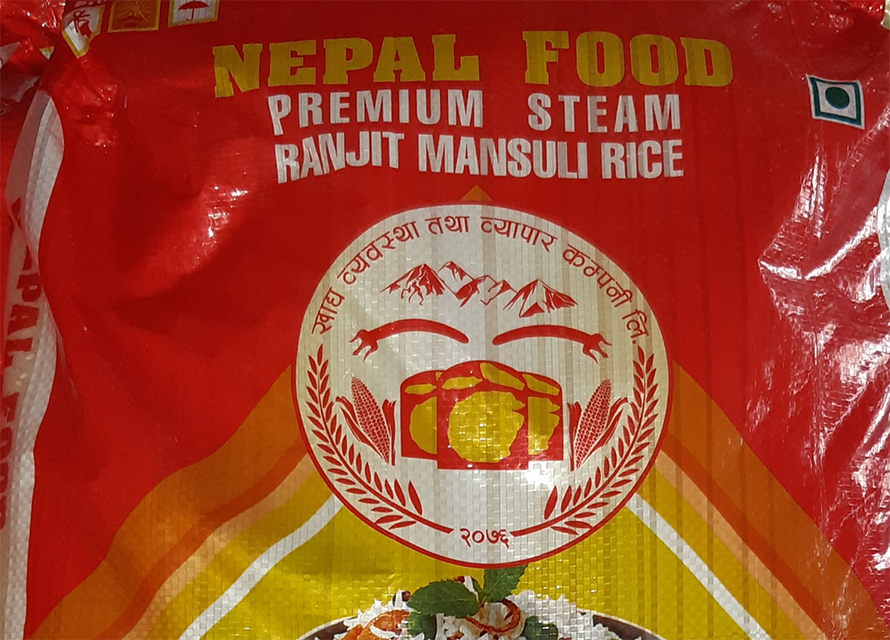 NEPAL FOOD
PREMIUM STEAM
RANJIT MANSULI RICE
खाद्य व्यवस्था तथा व्यापार कम्पनी लि.
२०७६